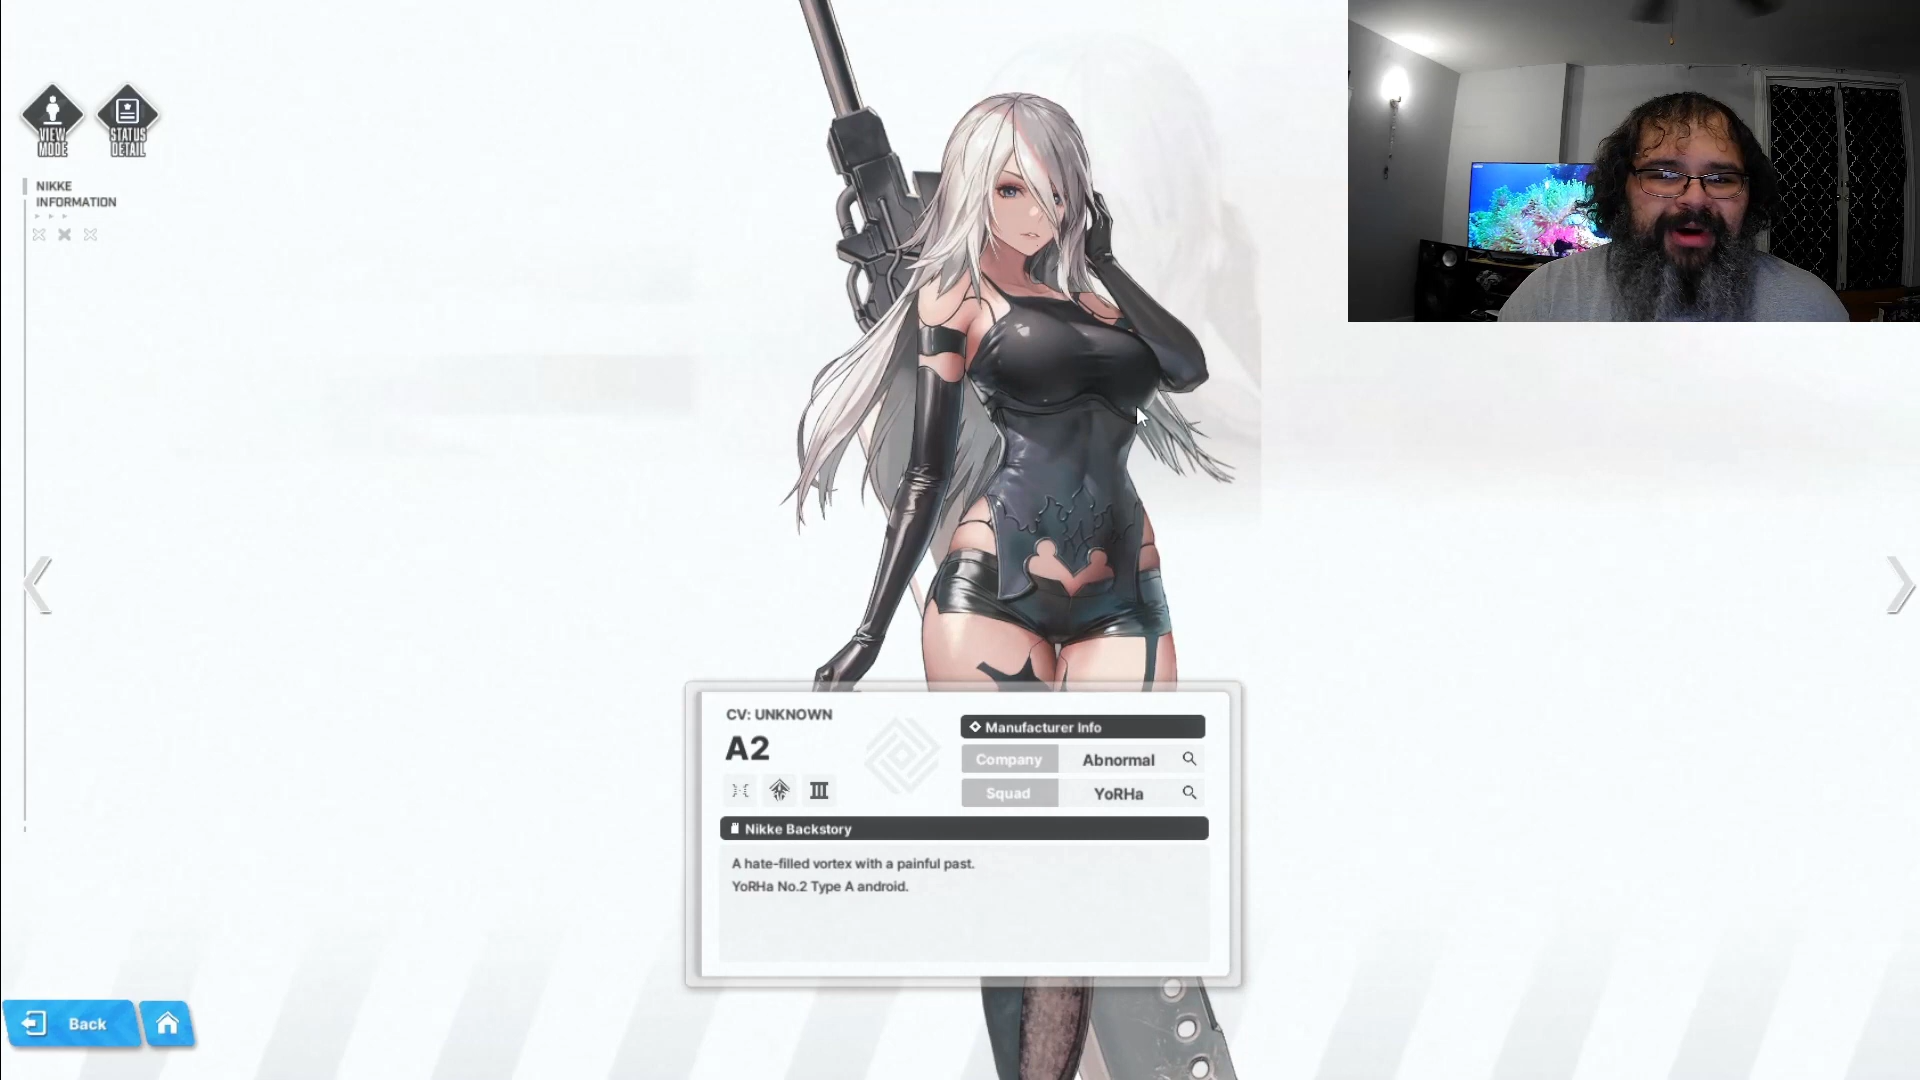 VIEW
MODE
STATUS
DETAIL
NIKKE
INFORMATION
CV: UNKNOWN
A2
III
Manufacturer Info
Company Abnormal
Squad YoRHa
Nikke Backstory
A hate-filled vortex with a painful past.
YoRHa No.2 Type A android.
Back